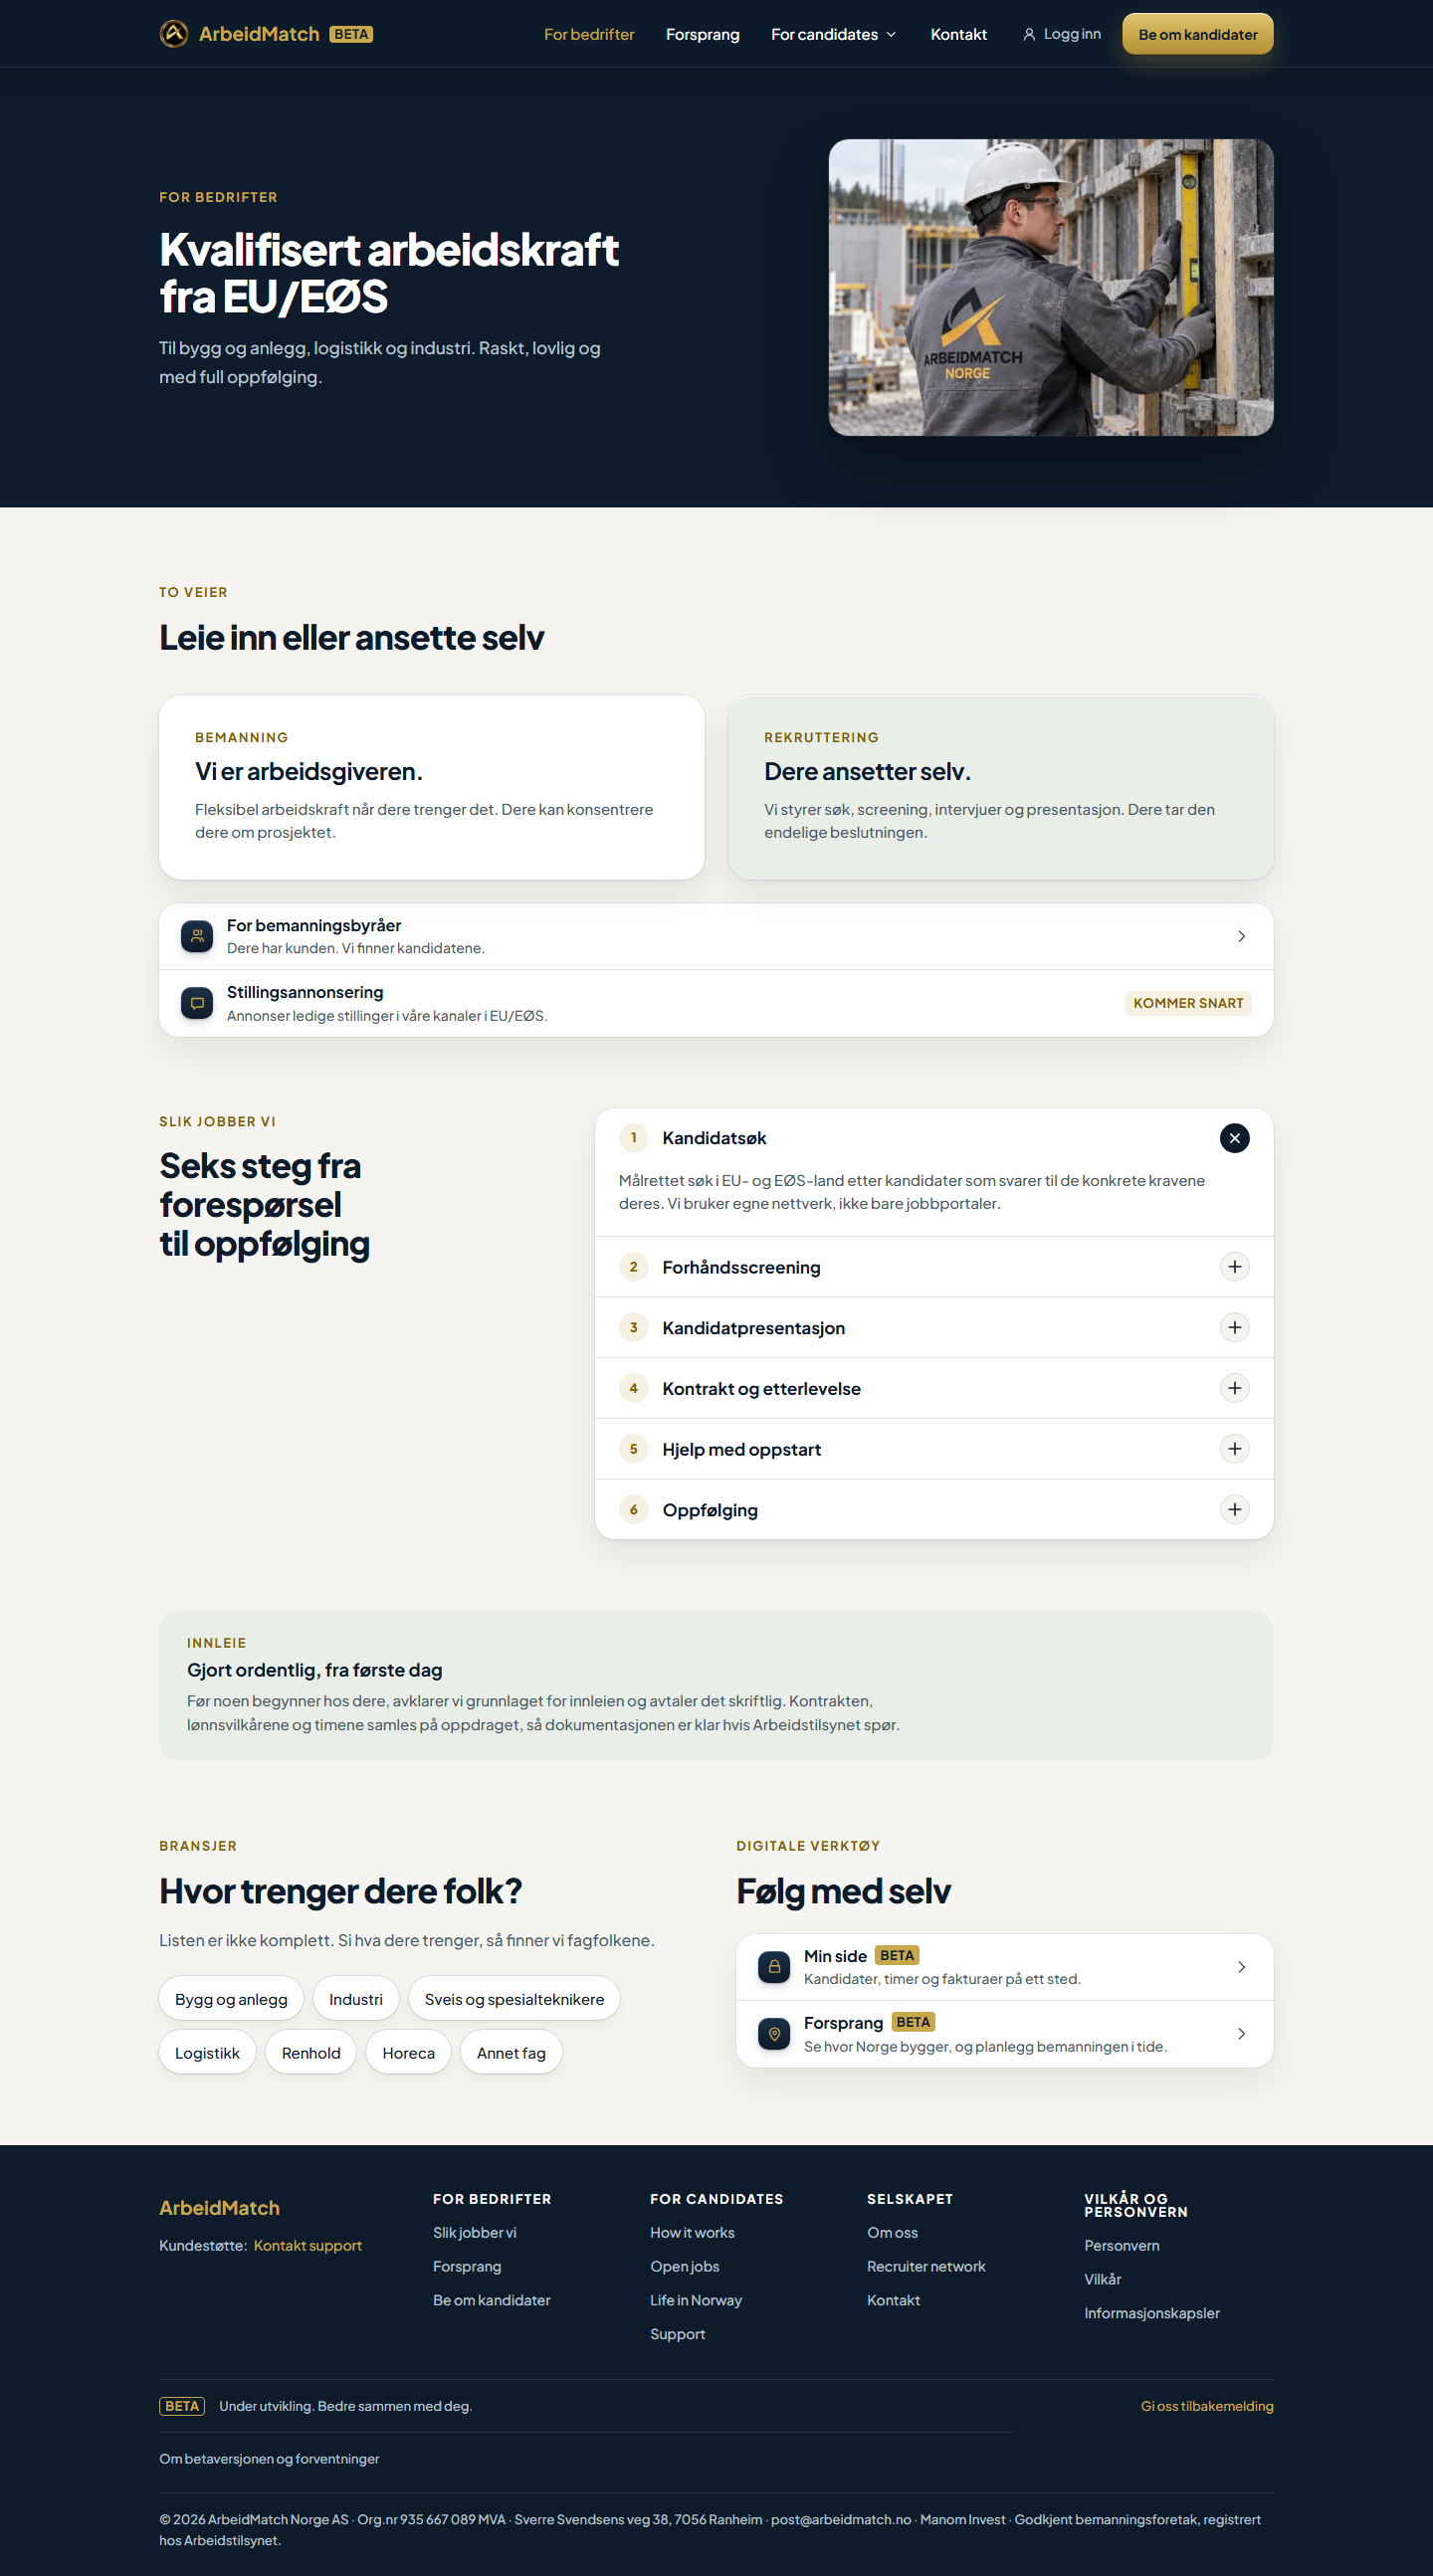 ArbeidMatch BETA
For bedrifter
Forsprang
For candidates
Kontakt
Logg inn
Be om kandidater
FOR BEDRIFTER
Kvalifisert arbeidskraft
fra EU/EØS
Til bygg og anlegg, logistikk og industri. Raskt, lovlig og
med full oppfølging.
ARBEIDMATCH
NORGE
TO VEIER
Leie inn eller ansette selv
BEMANNING
Vi er arbeidsgiveren.
Fleksibel arbeidskraft når dere trenger det. Dere kan konsentrere
dere om prosjektet.
REKRUTTERING
Dere ansetter selv.
Vi styrer søk, screening, intervjuer og presentasjon. Dere tar den
endelige beslutningen.
For bemanningsbyråer
Dere har kunden. Vi finner kandidatene.
Stillingsannonsering
Annonser ledige stillinger i våre kanaler i EU/EØS.
KOMMER SNART
SLIK JOBBER VI
Seks steg fra
forespørsel
til oppfølging
1 Kandidatsøk
Målrettet søk i EU- og EØS-land etter kandidater som svarer til de konkrete kravene
deres. Vi bruker egne nettverk, ikke bare jobbportaler.
2 Forhåndsscreening
3 Kandidatpresentasjon
4 Kontrakt og etterlevelse
5 Hjelp med oppstart
6 Oppfølging
INNLEIE
Gjort ordentlig, fra første dag
Før noen begynner hos dere, avklarer vi grunnlaget for innleien og avtaler det skriftlig. Kontrakten,
lønnsvilkårene og timene samles på oppdraget, så dokumentasjonen er klar hvis Arbeidstilsynet spør.
BRANSJER
Hvor trenger dere folk?
Listen er ikke komplett. Si hva dere trenger, så finner vi fagfolkene.
Bygg og anlegg
Industri
Sveis og spesialteknikere
Logistikk
Renhold
Horeca
Annet fag
DIGITALE VERKTØY
Følg med selv
Min side BETA
Kandidater, timer og fakturaer på ett sted.
Forsprang BETA
Se hvor Norge bygger, og planlegg bemanningen i tide.
ArbeidMatch
Kundestøtte: Kontakt support
FOR BEDRIFTER
Slik jobber vi
Forsprang
Be om kandidater
FOR CANDIDATES
How it works
Open jobs
Life in Norway
Support
SELSKAPET
Om oss
Recruiter network
Kontakt
VILKÅR OG
PERSONVERN
Personvern
Vilkår
Informasjonskapsler
BETA Under utvikling. Bedre sammen med deg.
Gi oss tilbakemelding
Om betaversjonen og forventninger
© 2026 ArbeidMatch Norge AS · Org.nr 935 667 089 MVA · Sverre Svendsens veg 38, 7056 Ranheim · post@arbeidmatch.no · Manom Invest · Godkjent bemanningsforetak, registrert
hos Arbeidstilsynet.